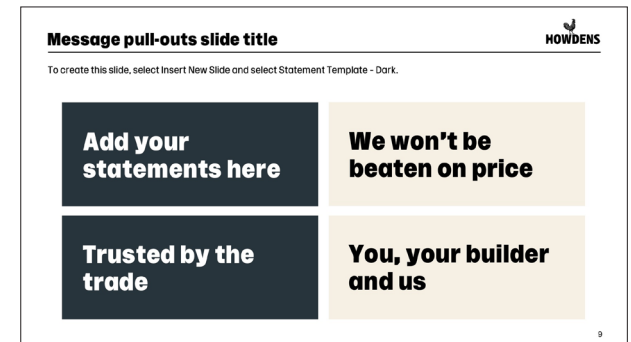 Message pull-outs slide title
HOWDENS
To create this slide, select Insert New Slide and select Statement Template - Dark.
Add your
statements here
We won't be
beaten on price
Trusted by the
trade
You, your builder
and us
9